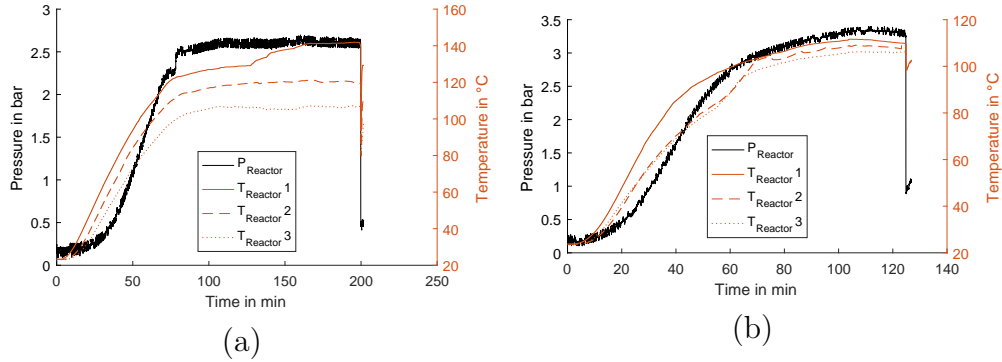 3
2.5
2
1.5
1
0.5
0
Pressure in bar
160
140
120
100
80
60
40
20
Temperature in °C
P_Reactor
T_Reactor 1
T_Reactor 2
T_Reactor 3
0 50 100 150 200 250
Time in min
(a)
3.5
3
2.5
2
1.5
1
0.5
0
Pressure in bar
120
100
80
60
40
20
Temperature in °C
P_Reactor
T_Reactor 1
T_Reactor 2
T_Reactor 3
0 20 40 60 80 100 120 140
Time in min
(b)